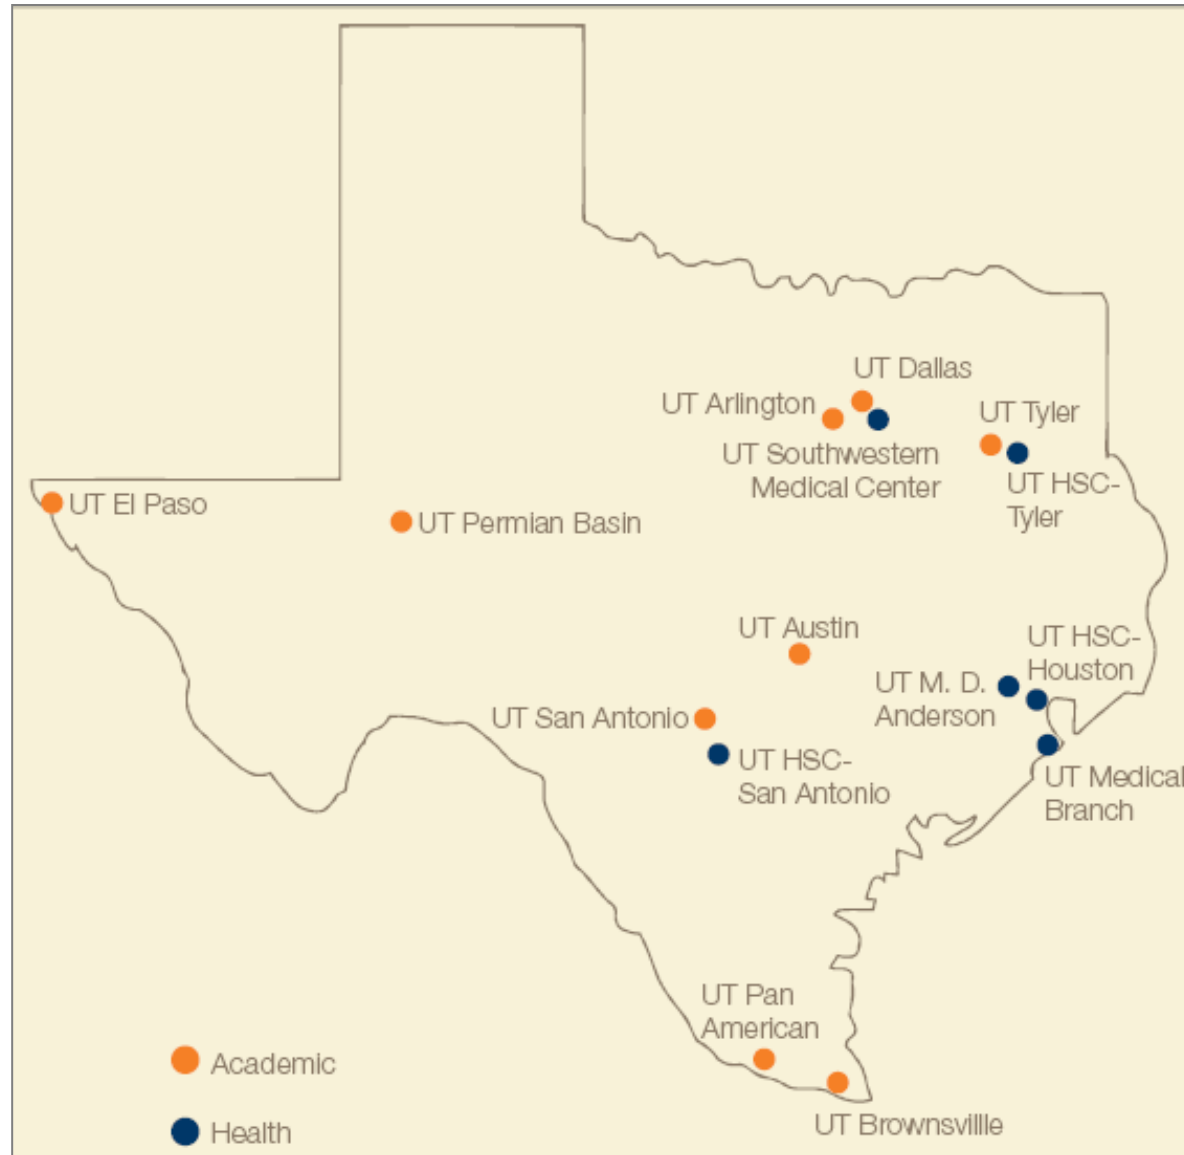 UT Dallas
UT Arlington
UT Tyler
UT Southwestern
Medical Center
UT HSC-
Tyler
UT El Paso
UT Permian Basin
UT Austin
UT HSC-
Houston
UT M. D.
Anderson
UT San Antonio
UT HSC-
San Antonio
UT Medical
Branch
UT Pan
American
UT Brownsvillle
Academic
Health